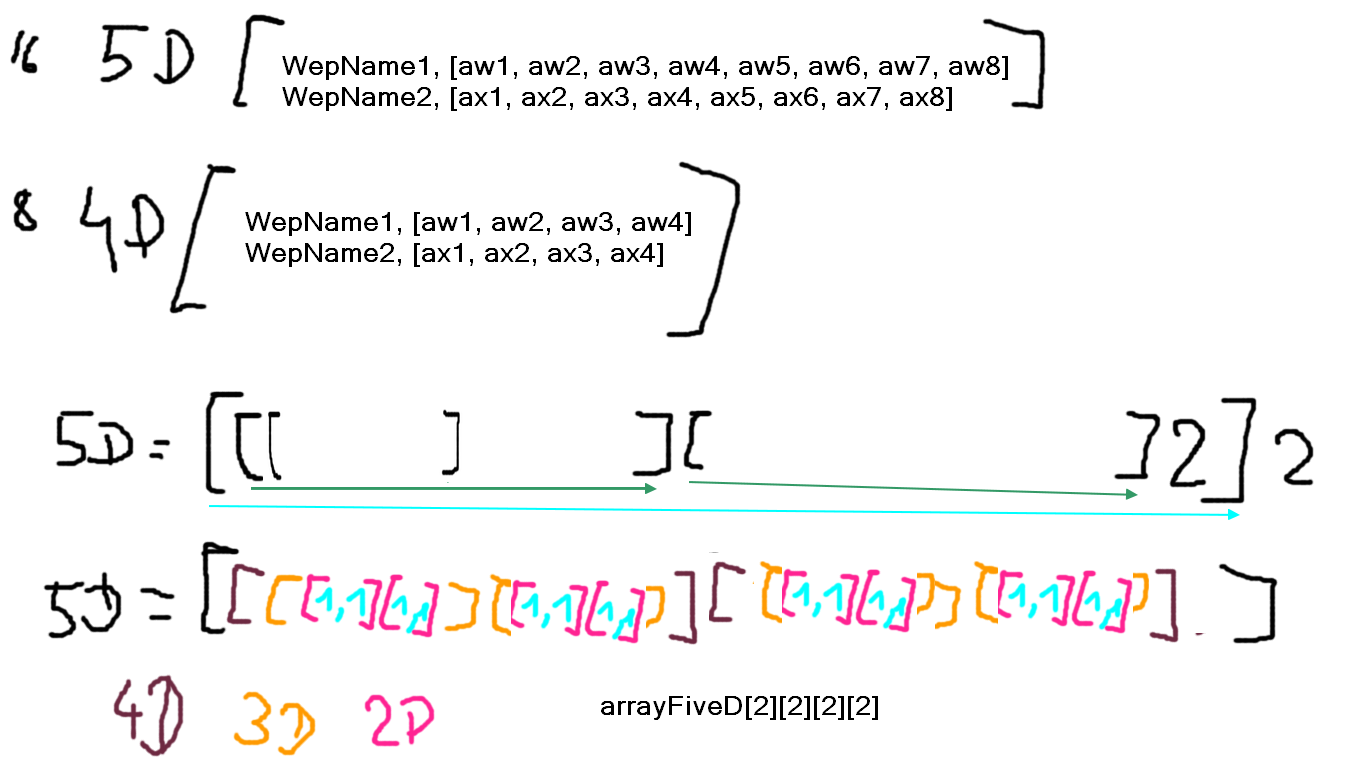 16 5D [ WepName1, [aw1, aw2, aw3, aw4, aw5, aw6, aw7, aw8]
WepName2, [ax1, ax2, ax3, ax4, ax5, ax6, ax7, ax8] ]
8 4D [ WepName1, [aw1, aw2, aw3, aw4]
WepName2, [ax1, ax2, ax3, ax4] ]
5D = [[[ ] ][ ]2]2
5D = [[[[1,1][1,1]][[1,1][1,1]]][[[1,1][1,1]][[1,1][1,1]]]]
4D 3D 2D
arrayFiveD[2][2][2][2]